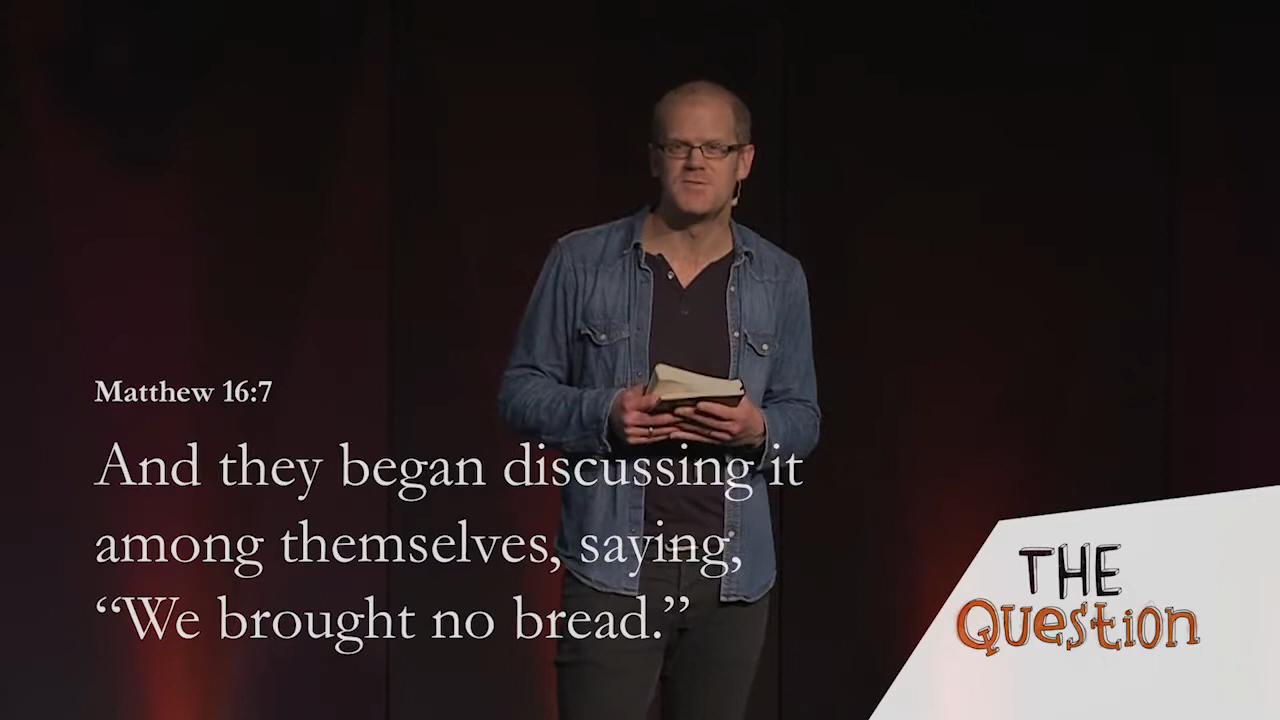 Matthew 16:7
And they began discussing it
among themselves, saying,
“We brought no bread.”
THE
Question